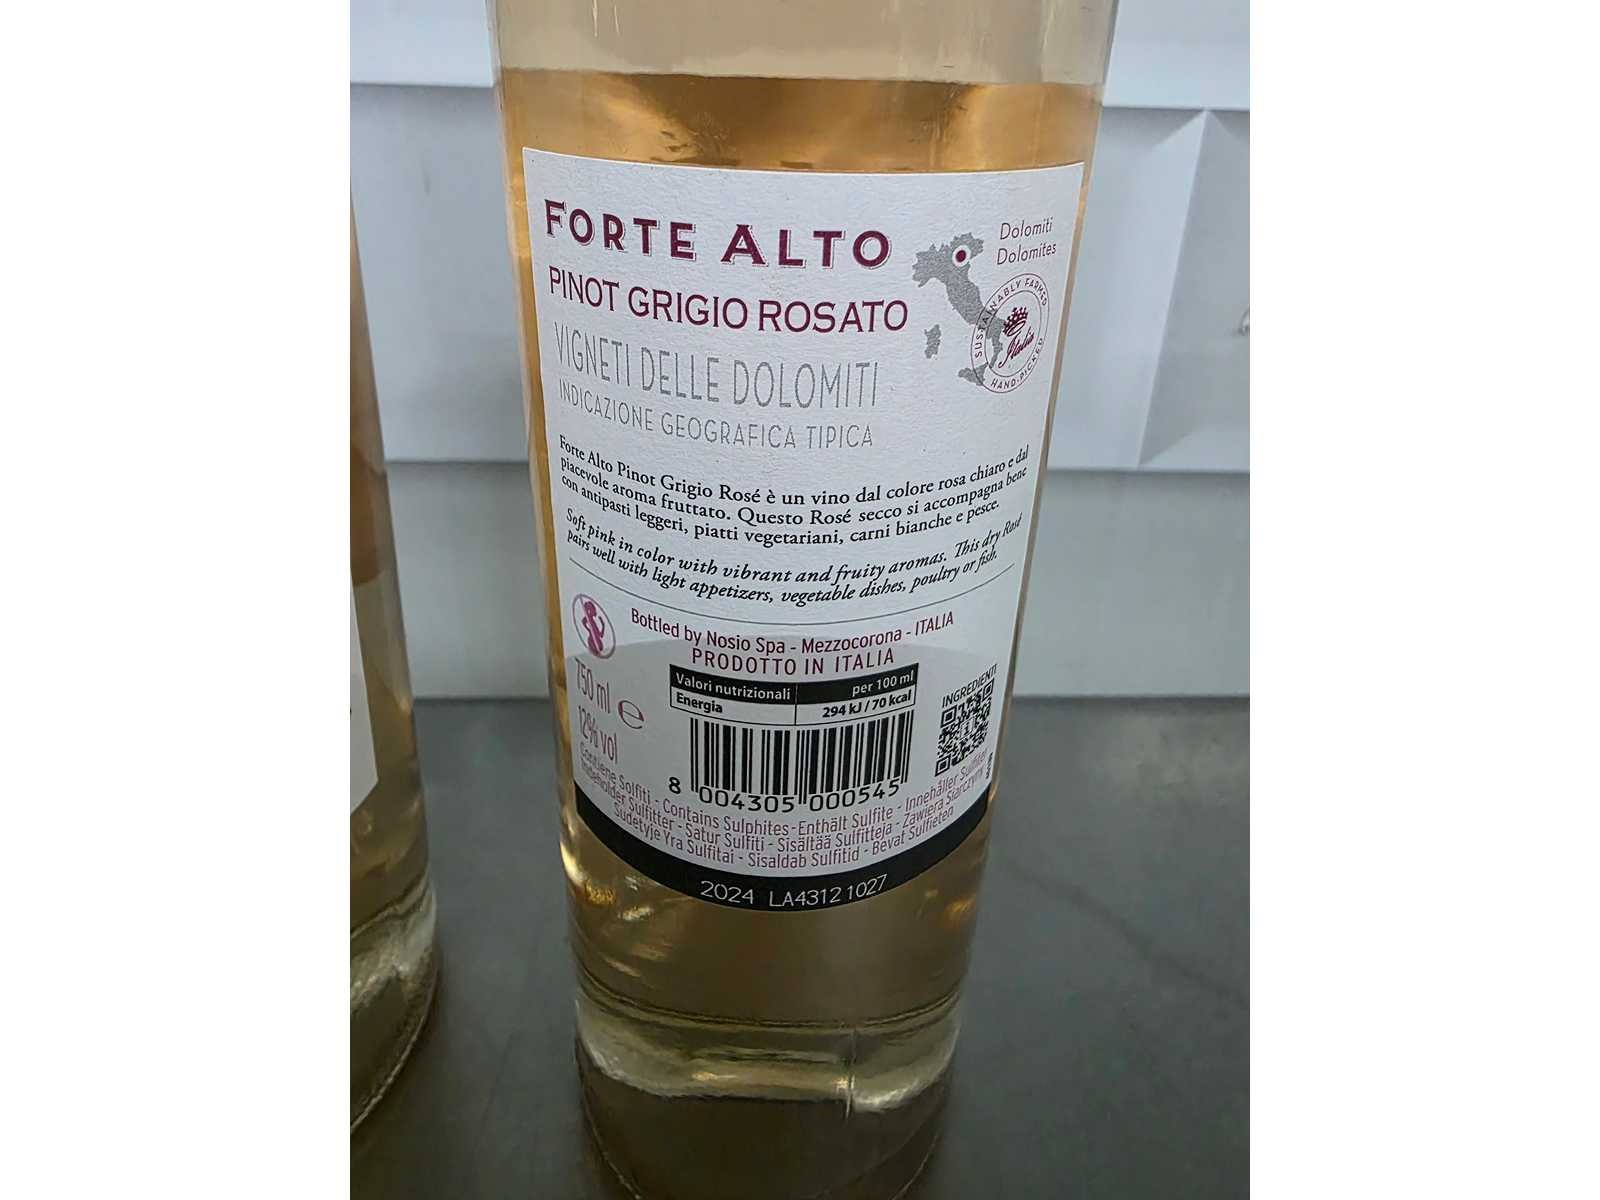 FORTE ALTO
PINOT GRIGIO ROSATO
VIGNETI DELLE DOLOMITI
INDICAZIONE GEOGRAFICA TIPICA
Dolomiti
Dolomites
SUSTAINABLY FARMED
Italia
HAND-PICKED
Forte Alto Pinot Grigio Rosé è un vino dal colore rosa chiaro e dal
piacevole aroma fruttato. Questo Rosé secco si accompagna bene
con antipasti leggeri, piatti vegetariani, carni bianche e pesce.
Soft pink in color with vibrant and fruity aromas. This dry Rosé
pairs well with light appetizers, vegetable dishes, poultry or fish.
Bottled by Nosio Spa - Mezzocorona - ITALIA
PRODOTTO IN ITALIA
750 ml e
12% vol
Valori nutrizionali per 100 ml
Energia 294 kJ / 70 kcal
INGREDIENTI
8 004305 000545
Contiene Solfiti - Contains Sulphites - Enthält Sulfite - Innehåller Sulfiter
Indeholder Sulfitter - Satur Sulfiti - Sisältää Sulfitteja - Zawiera Siarczyny
Sudetyje Yra Sulfitai - Sisaldab Sulfitid - Bevat Sulfieten
2024 LA43121027